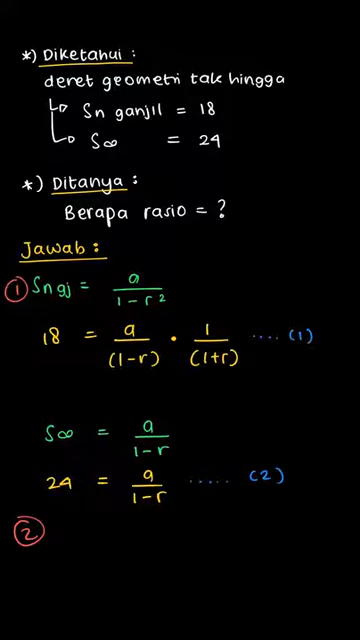 *) Diketahui :
deret geometri tak hingga
↳ Sn ganjil = 18
↳ S∞ = 24
*) Ditanya :
Berapa rasio = ?
Jawab :
① Sn gj = a / (1 - r²)
18 = a / (1-r) • 1 / (1+r) .... (1)
S∞ = a / (1 - r)
24 = a / (1 - r) ..... (2)
②